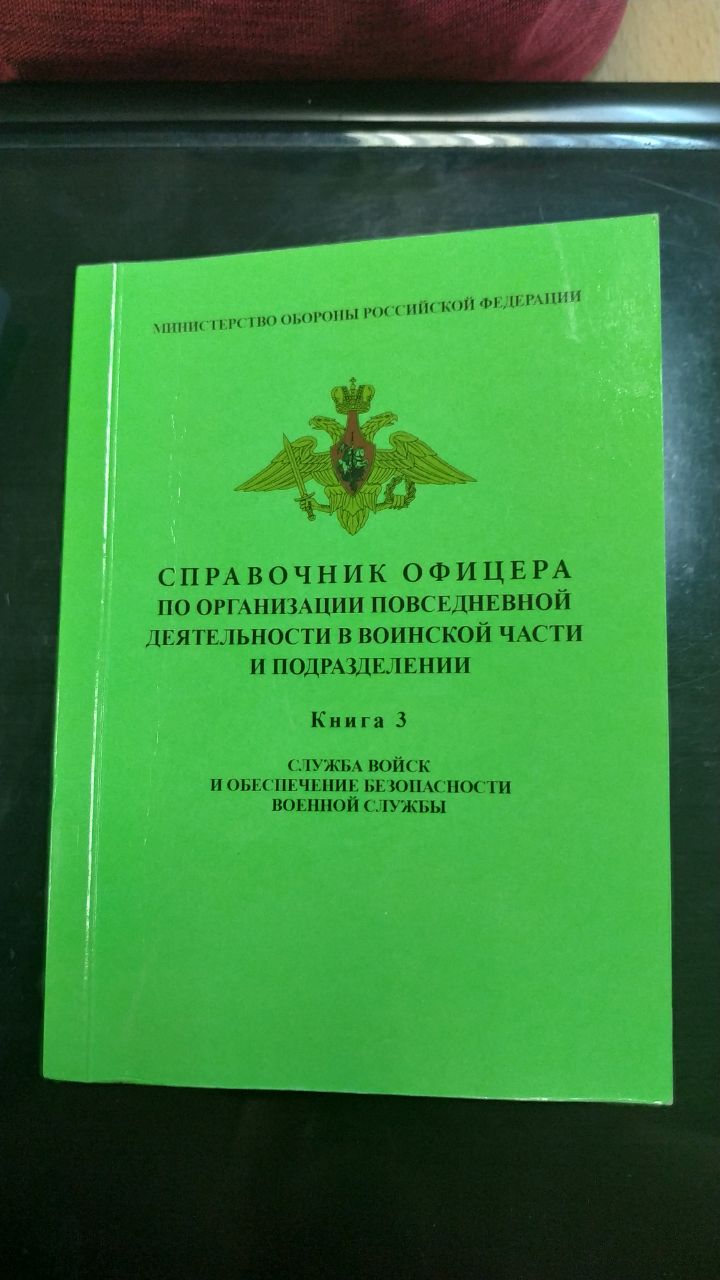 МИНИСТЕРСТВО ОБОРОНЫ РОССИЙСКОЙ ФЕДЕРАЦИИ
СПРАВОЧНИК ОФИЦЕРА
ПО ОРГАНИЗАЦИИ ПОВСЕДНЕВНОЙ
ДЕЯТЕЛЬНОСТИ В ВОИНСКОЙ ЧАСТИ
И ПОДРАЗДЕЛЕНИИ
Книга 3
СЛУЖБА ВОЙСК
И ОБЕСПЕЧЕНИЕ БЕЗОПАСНОСТИ
ВОЕННОЙ СЛУЖБЫ